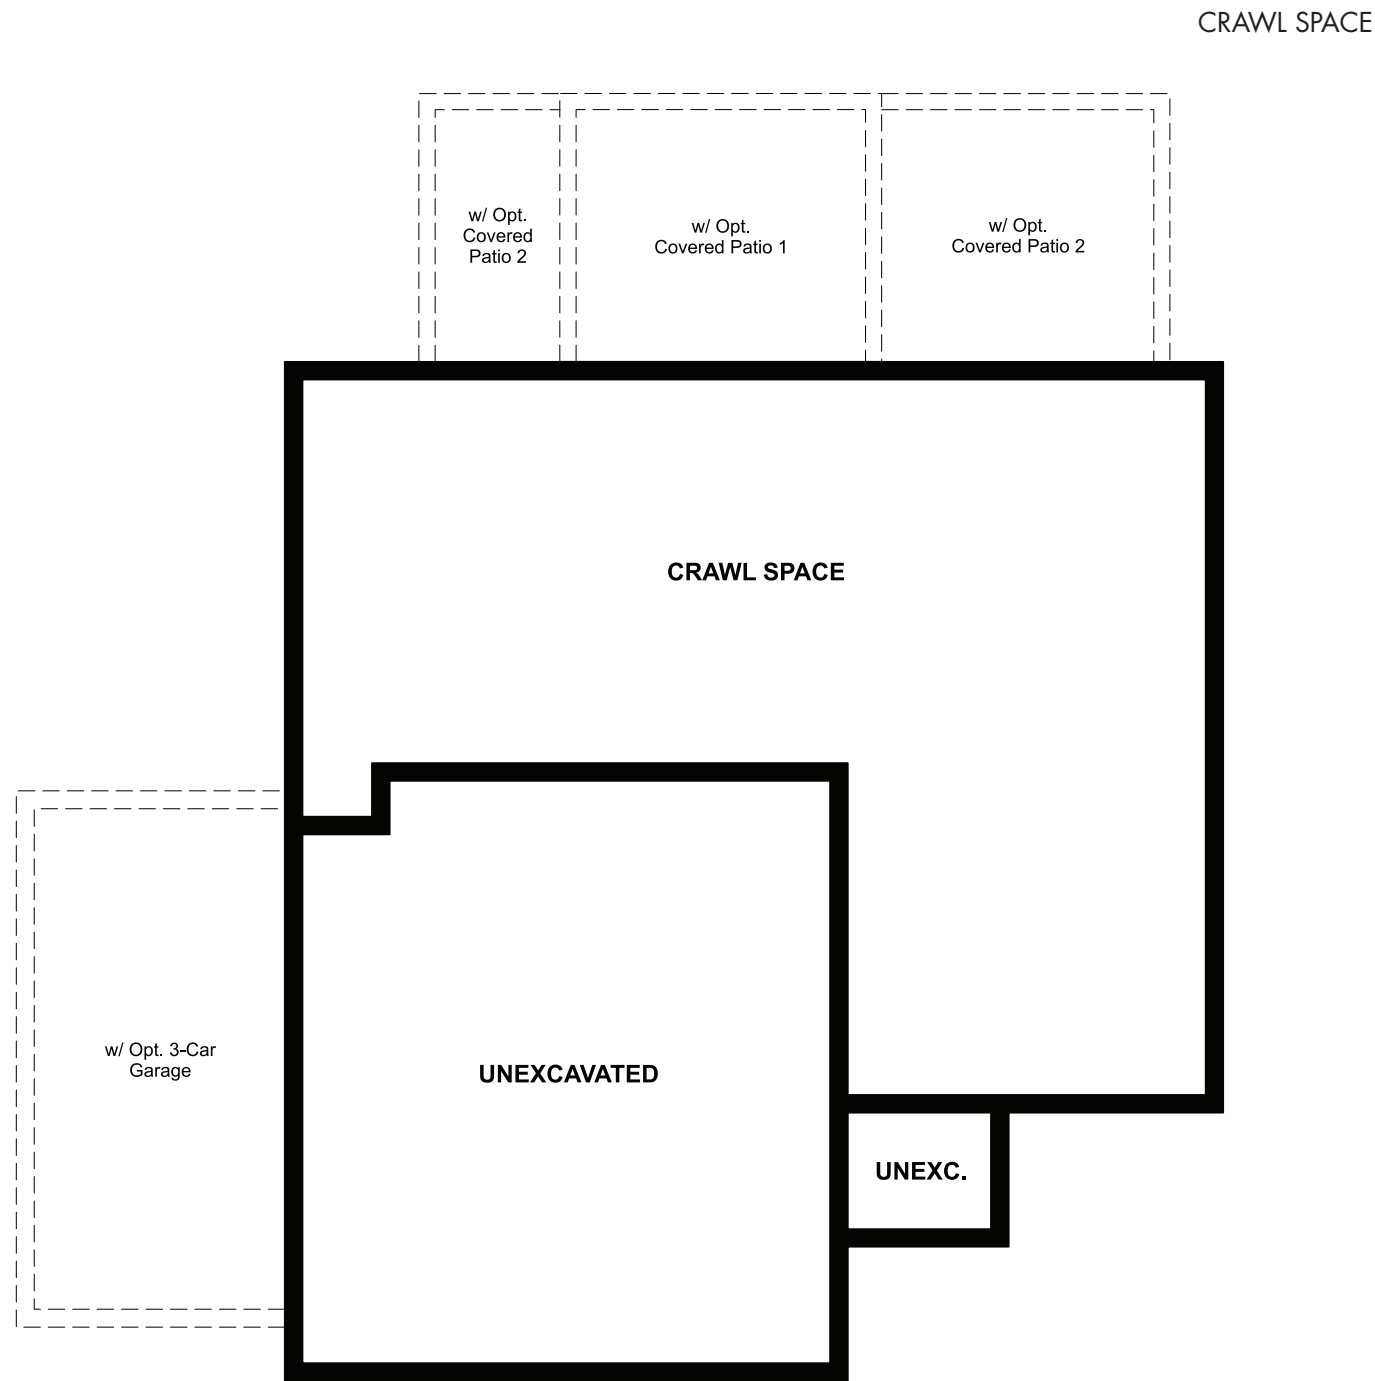 CRAWL SPACE
w/ Opt.
Covered
Patio 2
w/ Opt.
Covered Patio 1
w/ Opt.
Covered Patio 2
CRAWL SPACE
w/ Opt. 3-Car
Garage
UNEXCAVATED
UNEXC.